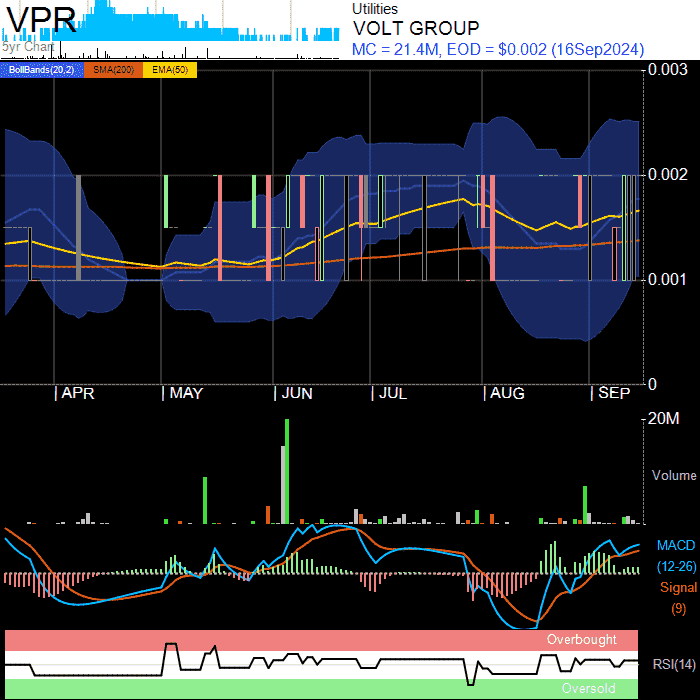 VPR
5yr Chart
Utilities
VOLT GROUP
MC = 21.4M, EOD = $0.002 (16Sep2024)
BollBands(20,2) SMA(200) EMA(50)
0.003
0.002
0.001
0
APR MAY JUN JUL AUG SEP
20M
Volume
MACD
(12-26)
Signal
(9)
Overbought
RSI(14)
Oversold